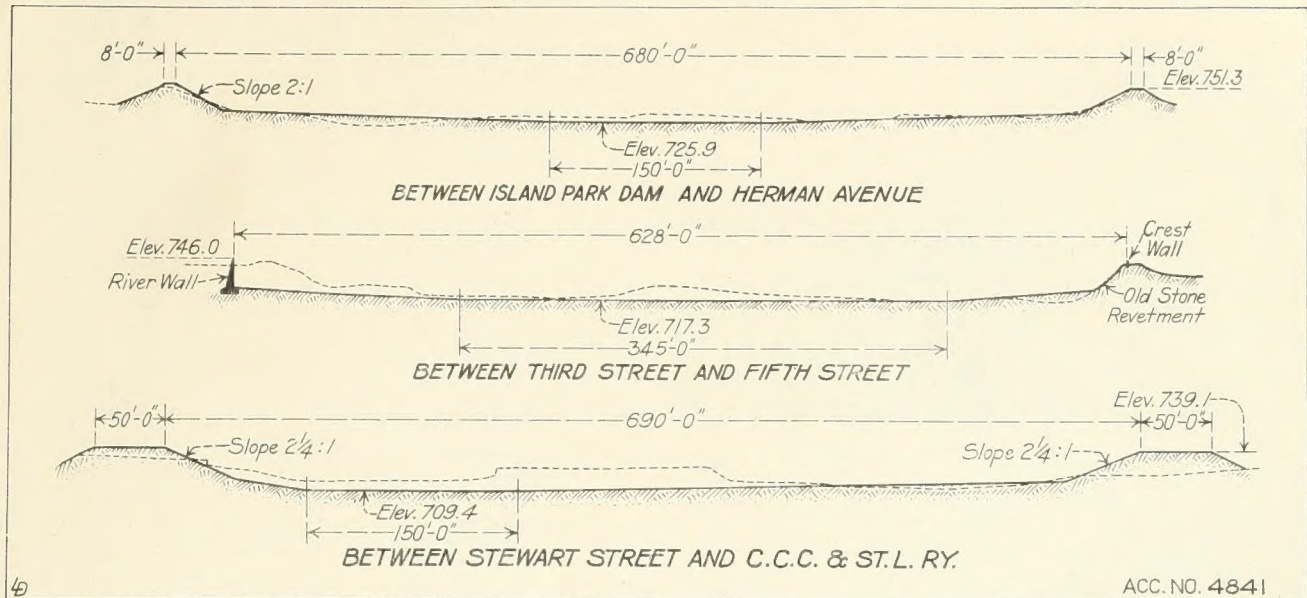 8'-0" 680'-0" 8'-0"
Slope 2:1 Elev. 751.3
Elev. 725.9
150'-0"
BETWEEN ISLAND PARK DAM AND HERMAN AVENUE
628'-0" Crest
Wall
Elev. 746.0
River Wall
Old Stone
Revetment
Elev. 717.3
345'-0"
BETWEEN THIRD STREET AND FIFTH STREET
Elev. 739.1
50'-0" 690'-0" 50'-0"
Slope 2¼:1 Slope 2¼:1
Elev. 709.4
150'-0"
BETWEEN STEWART STREET AND C.C.C. & ST. L. RY.
ACC. NO. 4841